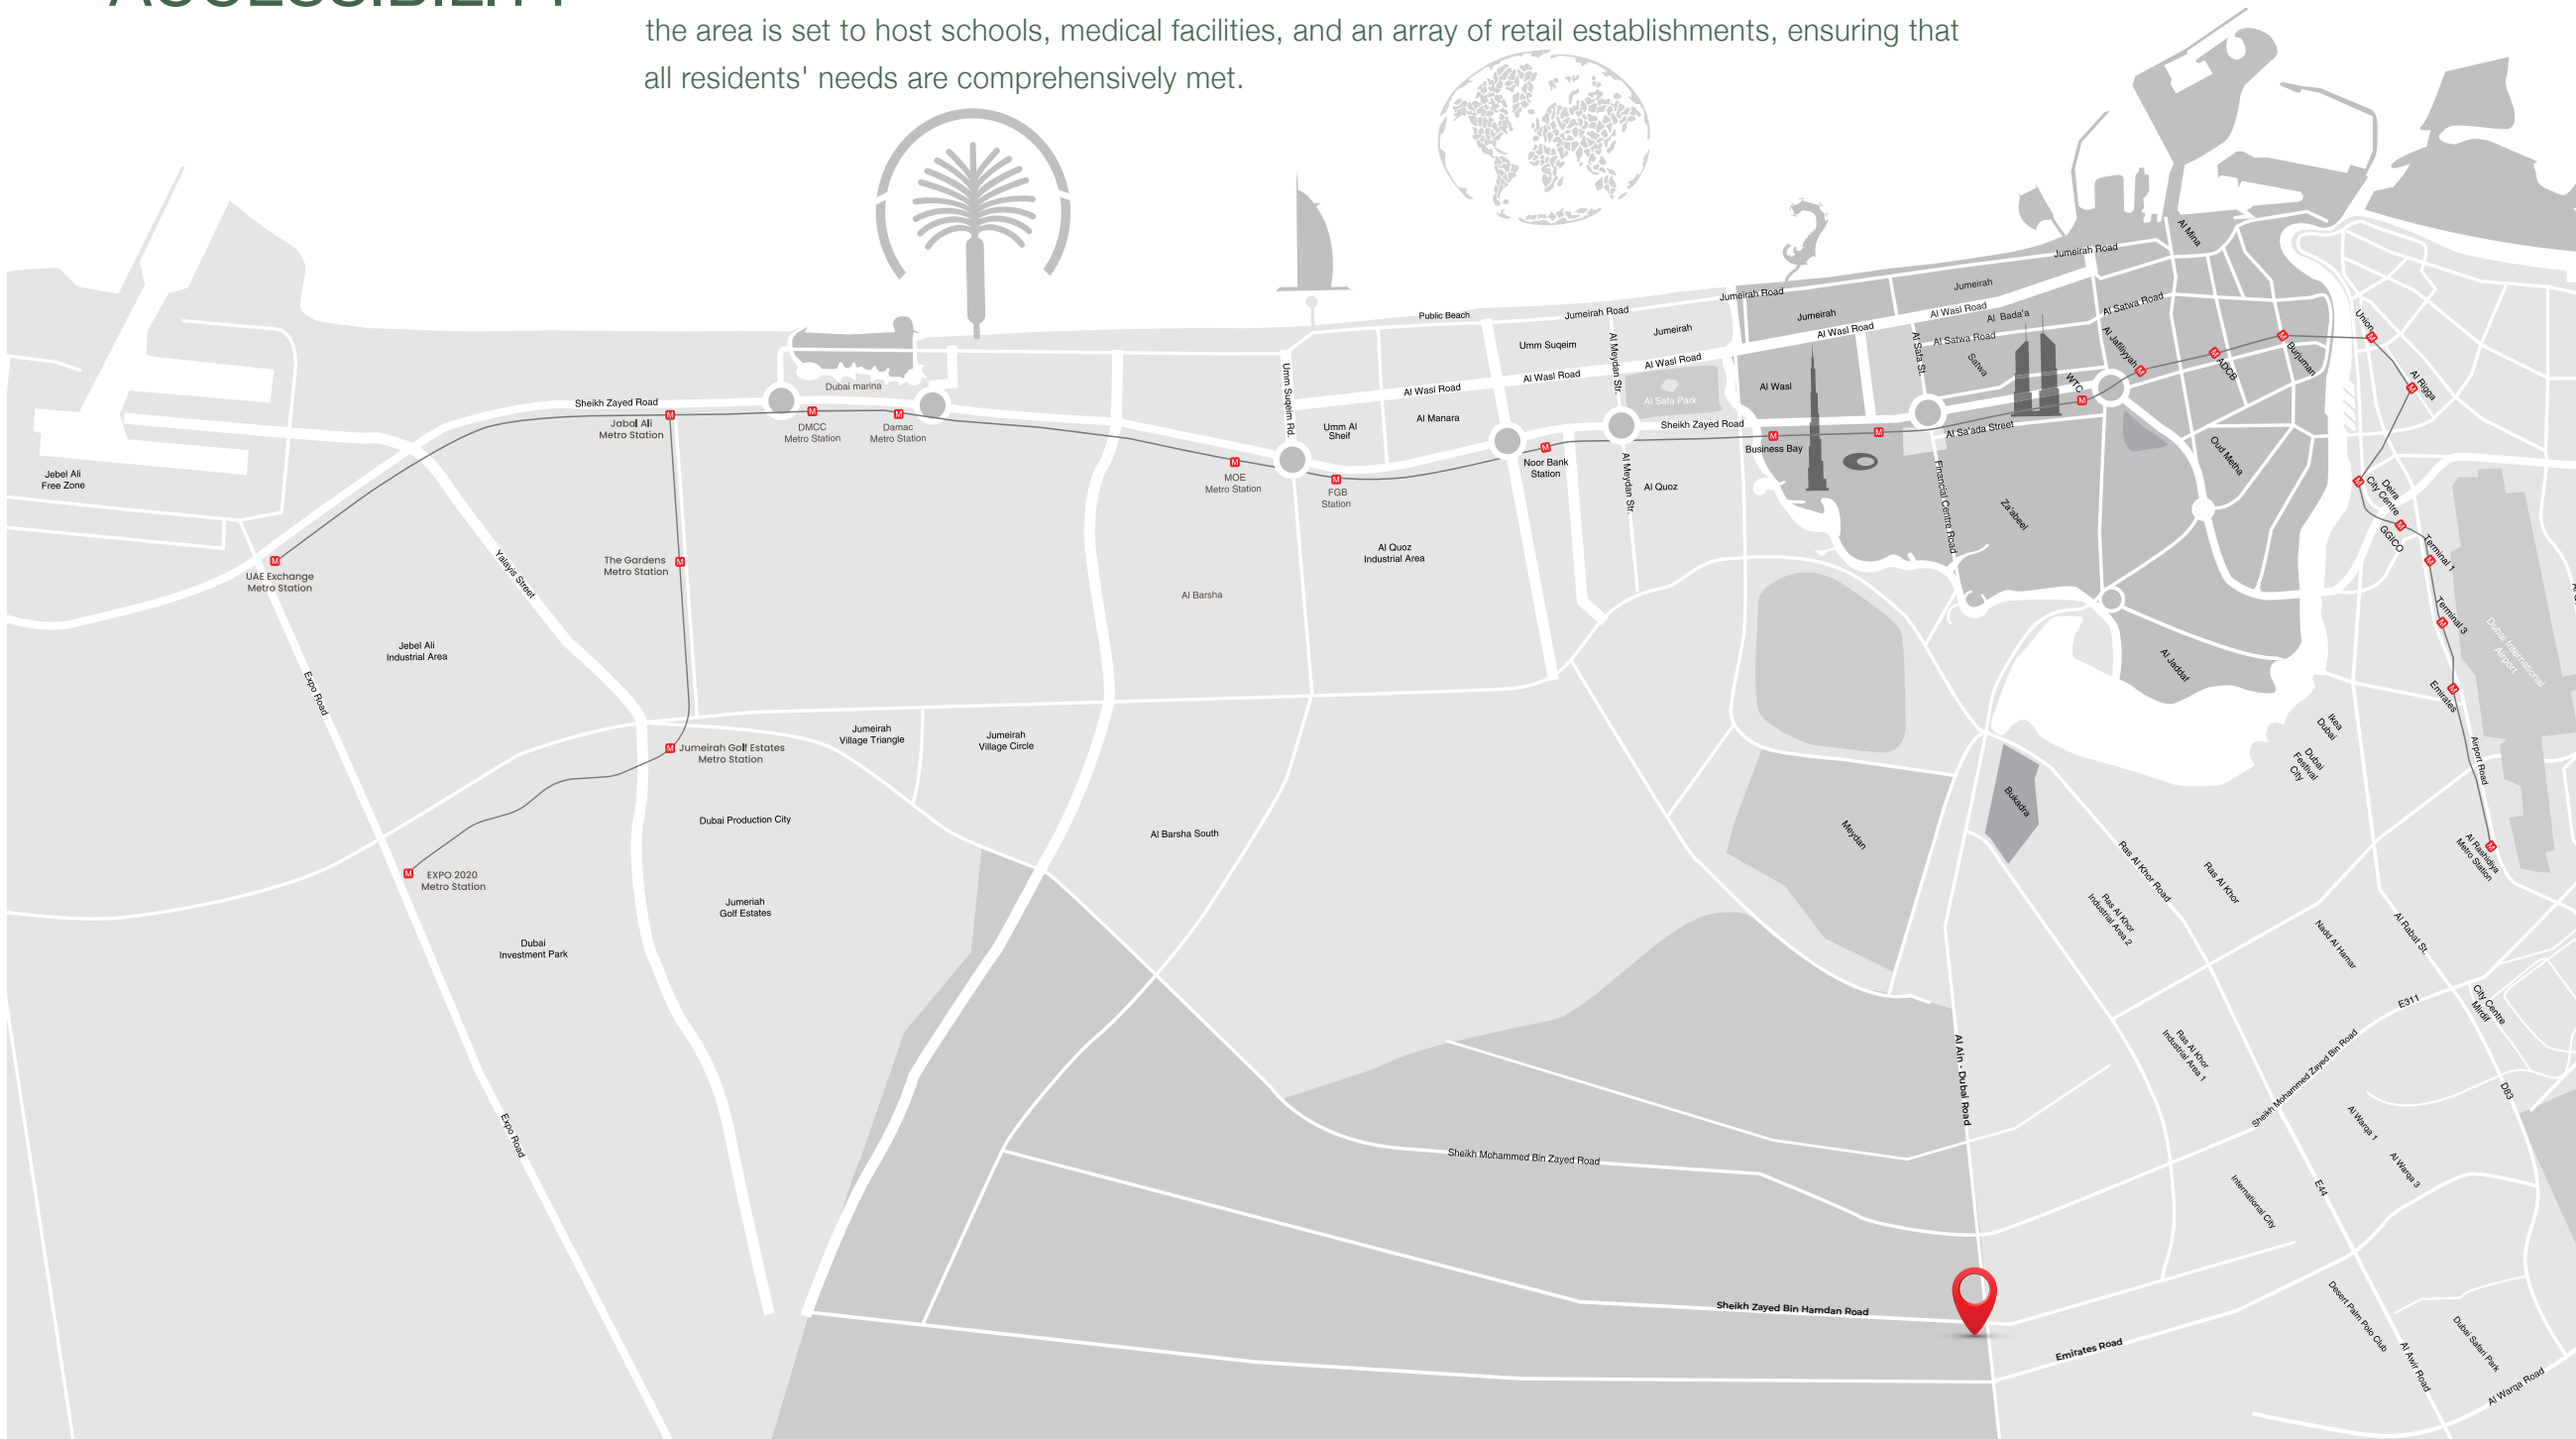 ACCESSIBILITY
the area is set to host schools, medical facilities, and an array of retail establishments, ensuring that
all residents' needs are comprehensively met.
Jebel Ali
Free Zone
UAE Exchange
Metro Station
Sheikh Zayed Road
Jabal Ali
Metro Station
The Gardens
Metro Station
Yalayis Street
Jebel Ali
Industrial Area
Expo Road
Jumeirah Golf Estates
Metro Station
EXPO 2020
Metro Station
Dubai
Investment Park
Expo Road
Dubai marina
DMCC
Metro Station
Damac
Metro Station
Jumeirah
Village Triangle
Jumeirah
Village Circle
Dubai Production City
Jumeriah
Golf Estates
Al Barsha South
Al Barsha
MOE
Metro Station
Umm Suqeim Rd.
FGB
Station
Umm Al
Sheif
Al Manara
Al Wasl Road
Public Beach
Al Quoz
Industrial Area
Umm Suqeim
Al Wasl Road
Jumeirah Road
Al Meydan Str.
Jumeirah
Al Wasl Road
Al Safa Park
Sheikh Zayed Road
Noor Bank
Station
Al Meydan Str.
Al Quoz
Jumeirah Road
Jumeirah
Al Wasl Road
Al Wasl
Business Bay
Al Safa St.
Jumeirah
Al Wasl Road
Al Bada'a
Al Satwa Road
Satwa
Al Sa'ada Street
Financial Centre Road
Za'abeel
Jumeirah Road
Al Mina
Al Satwa Road
Al Jafiliyyah
WTC
ADCB
Burjuman
Oud Metha
Union
Al Rigga
Deira
City Centre
GGICO
Terminal 1
Terminal 3
Emirates
Dubai International
Airport
Airport Road
Al Rashidiya
Metro Station
Al Jaddaf
Ikea
Dubai
Dubai
Festival
City
Bukadra
Meydan
Ras Al Khor Road
Ras Al Khor
Ras Al Khor
Industrial Area 2
Nadd Al Hamar
Al Rabat St.
E311
City Centre
Mirdif
Ras Al Khor
Industrial Area 1
Sheikh Mohammed Zayed Bin Road
D83
Al Warqa 1
Al Warqa 3
E44
International City
Al Ain - Dubai Road
Sheikh Mohammed Bin Zayed Road
Sheikh Zayed Bin Hamdan Road
Emirates Road
Desert Palm Polo Club
Al Awir Road
Dubai Safari Park
Al Warqa Road